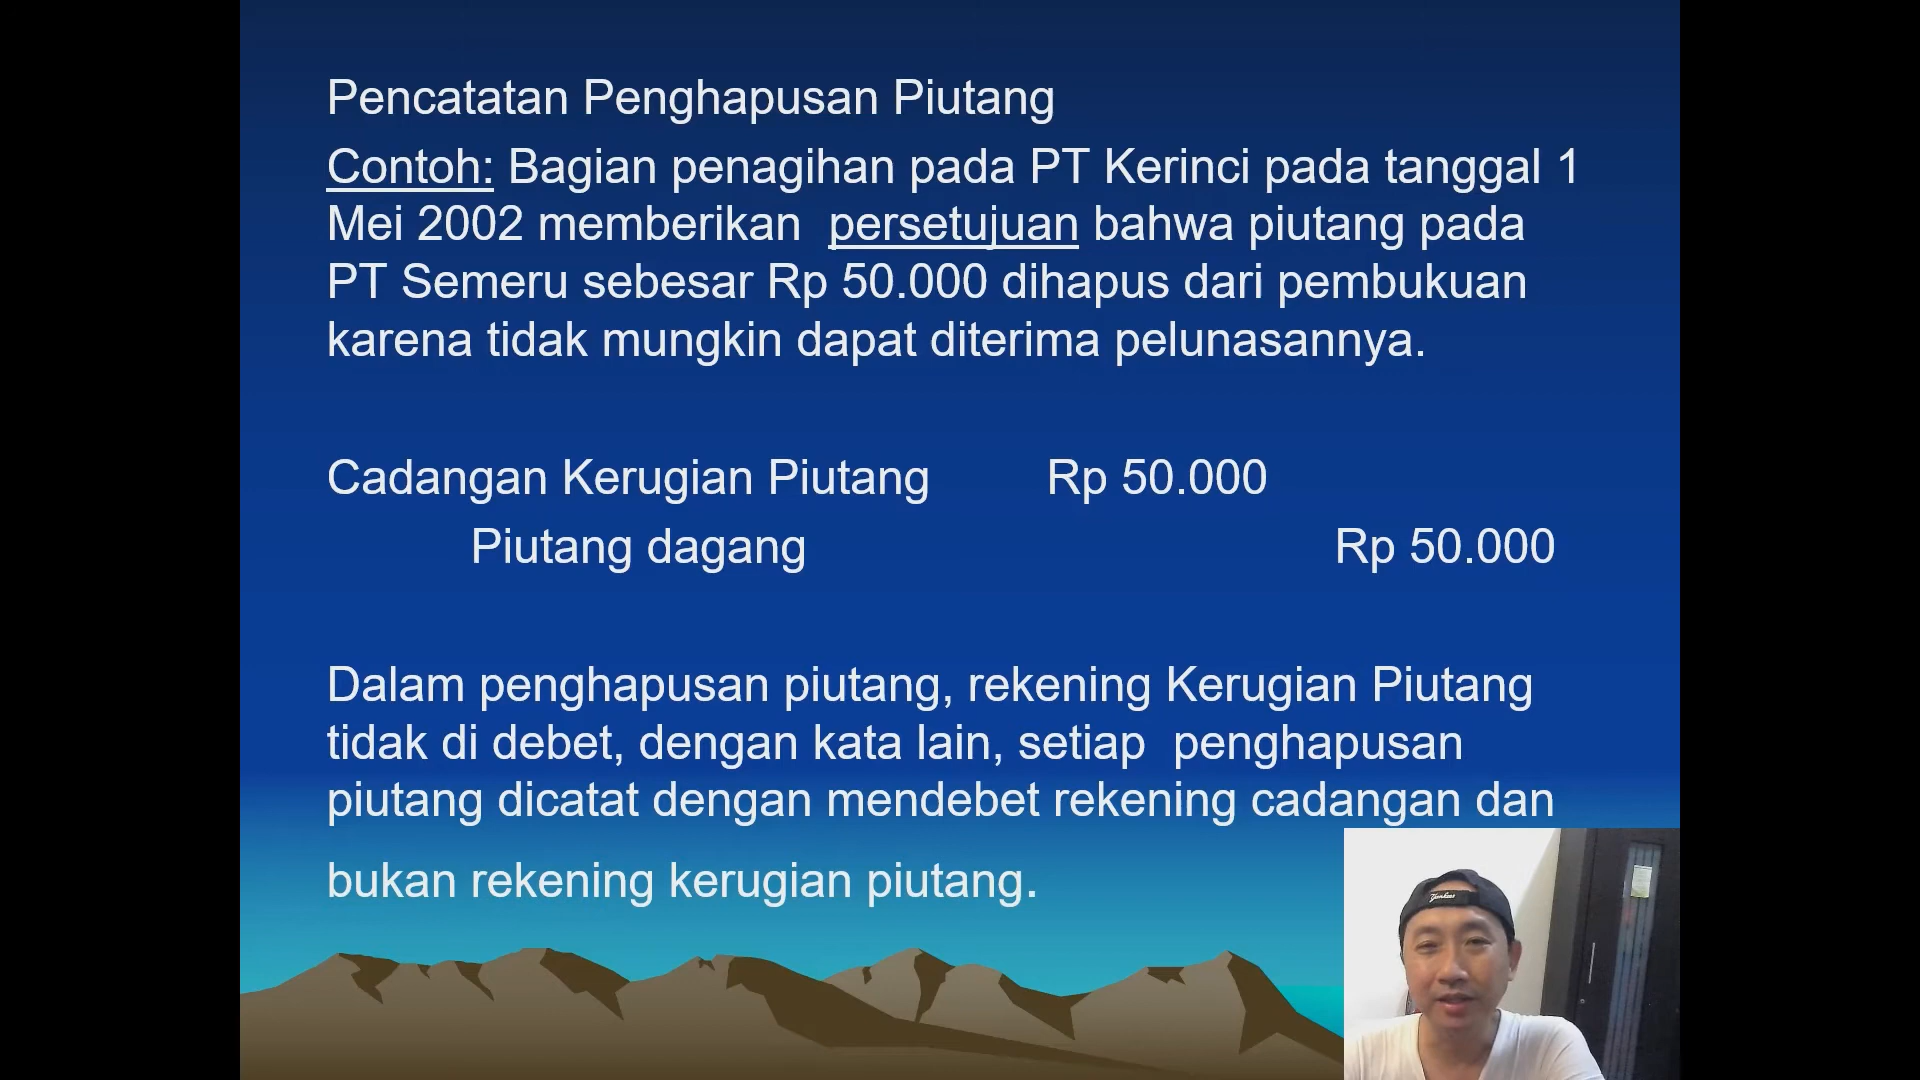 Pencatatan Penghapusan Piutang
Contoh: Bagian penagihan pada PT Kerinci pada tanggal 1
Mei 2002 memberikan persetujuan bahwa piutang pada
PT Semeru sebesar Rp 50.000 dihapus dari pembukuan
karena tidak mungkin dapat diterima pelunasannya.
Cadangan Kerugian Piutang Rp 50.000
Piutang dagang Rp 50.000
Dalam penghapusan piutang, rekening Kerugian Piutang
tidak di debet, dengan kata lain, setiap penghapusan
piutang dicatat dengan mendebet rekening cadangan dan
bukan rekening kerugian piutang.
Yankees